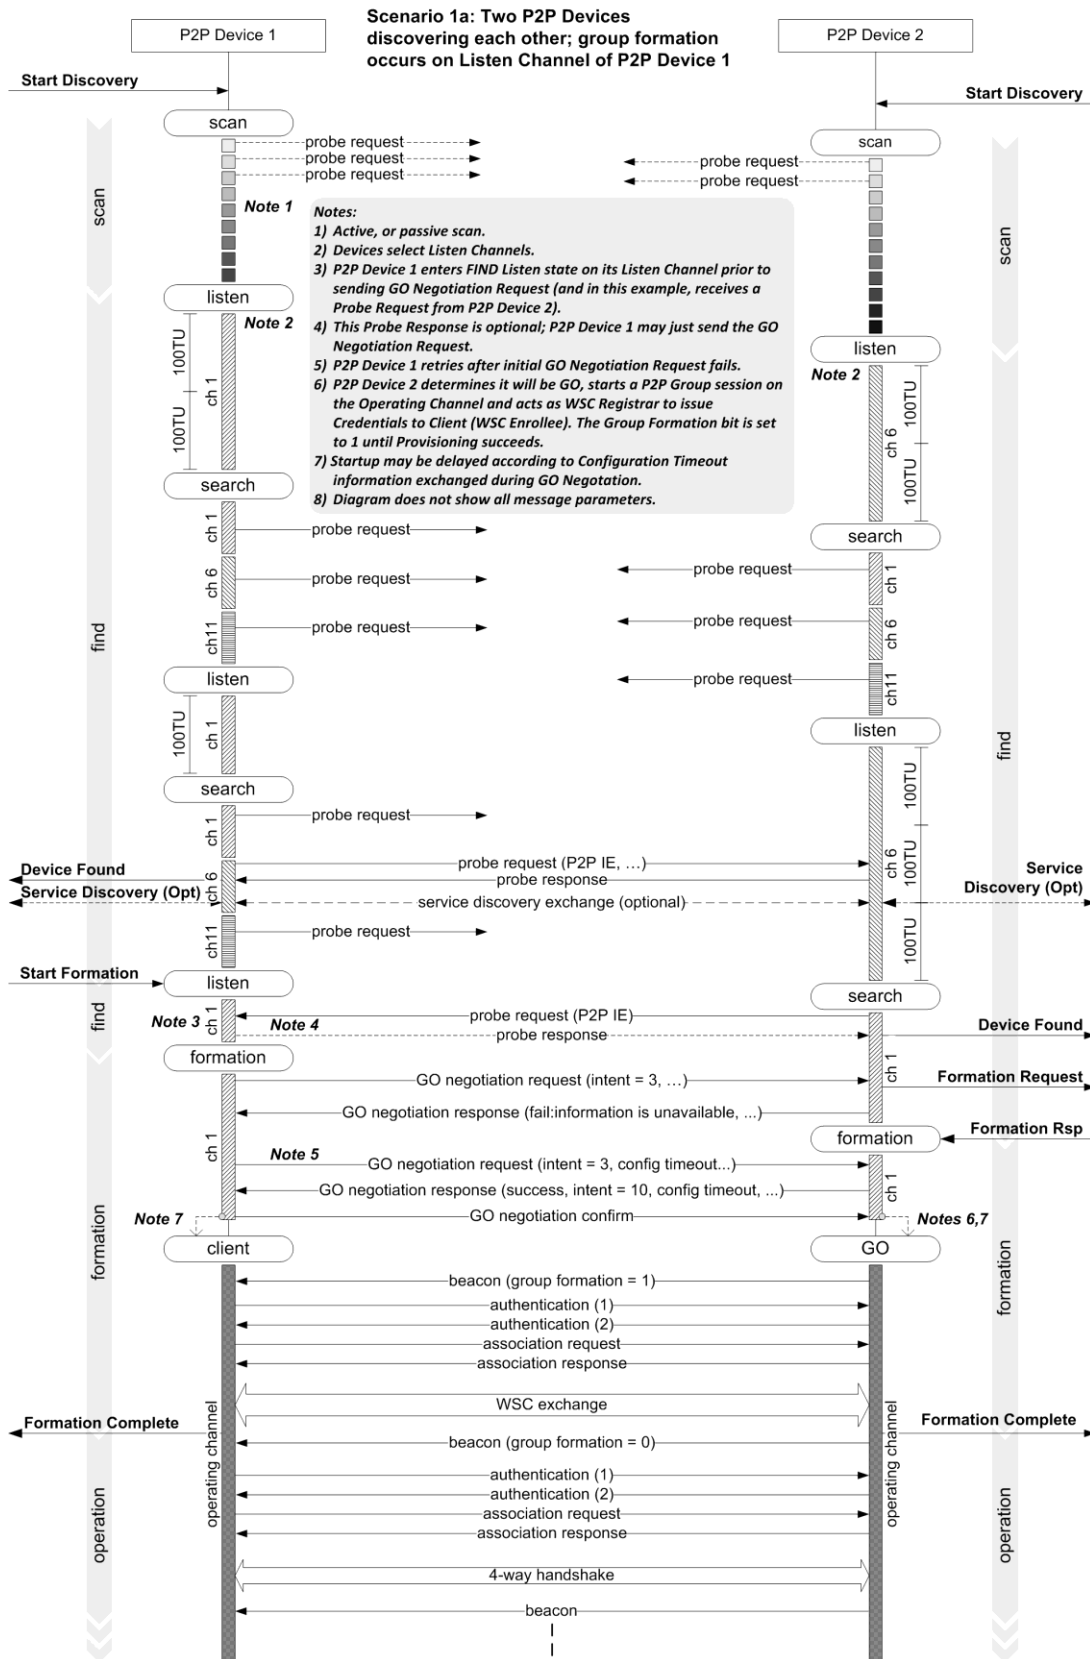 Scenario 1a: Two P2P Devices
discovering each other; group formation
occurs on Listen Channel of P2P Device 1
P2P Device 1
P2P Device 2
Start Discovery
Start Discovery
scan
scan
probe request
probe request
probe request
probe request
probe request
scan
scan
Note 1
Notes:
1) Active, or passive scan.
2) Devices select Listen Channels.
3) P2P Device 1 enters FIND Listen state on its Listen Channel prior to
sending GO Negotiation Request (and in this example, receives a
Probe Request from P2P Device 2).
4) This Probe Response is optional; P2P Device 1 may just send the GO
Negotiation Request.
5) P2P Device 1 retries after initial GO Negotiation Request fails.
6) P2P Device 2 determines it will be GO, starts a P2P Group session on
the Operating Channel and acts as WSC Registrar to issue
Credentials to Client (WSC Enrollee). The Group Formation bit is set
to 1 until Provisioning succeeds.
7) Startup may be delayed according to Configuration Timeout
information exchanged during GO Negotation.
8) Diagram does not show all message parameters.
listen
Note 2
100TU
100TU
ch 1
listen
Note 2
100TU
100TU
ch 6
search
ch 1
probe request
search
ch 6
probe request
probe request
ch 1
ch11
probe request
probe request
ch 6
find
probe request
ch11
listen
100TU
ch 1
listen
find
100TU
search
ch 1
probe request
ch 6
100TU
probe request (P2P IE, …)
Device Found
ch 6
probe response
Service
Discovery (Opt)
Service Discovery (Opt)
service discovery exchange (optional)
ch11
probe request
100TU
Start Formation
listen
search
find
Note 3
ch 1
Note 4
probe request (P2P IE)
probe response
Device Found
formation
ch 1
GO negotiation request (intent = 3, …)
Formation Request
GO negotiation response (fail:information is unavailable, ...)
formation
Formation Rsp
ch 1
Note 5
GO negotiation request (intent = 3, config timeout...)
ch 1
GO negotiation response (success, intent = 10, config timeout, ...)
Note 7
GO negotiation confirm
Notes 6,7
client
GO
formation
formation
beacon (group formation = 1)
authentication (1)
authentication (2)
association request
association response
WSC exchange
Formation Complete
Formation Complete
operating channel
operating channel
beacon (group formation = 0)
authentication (1)
authentication (2)
association request
association response
operation
operation
4-way handshake
beacon